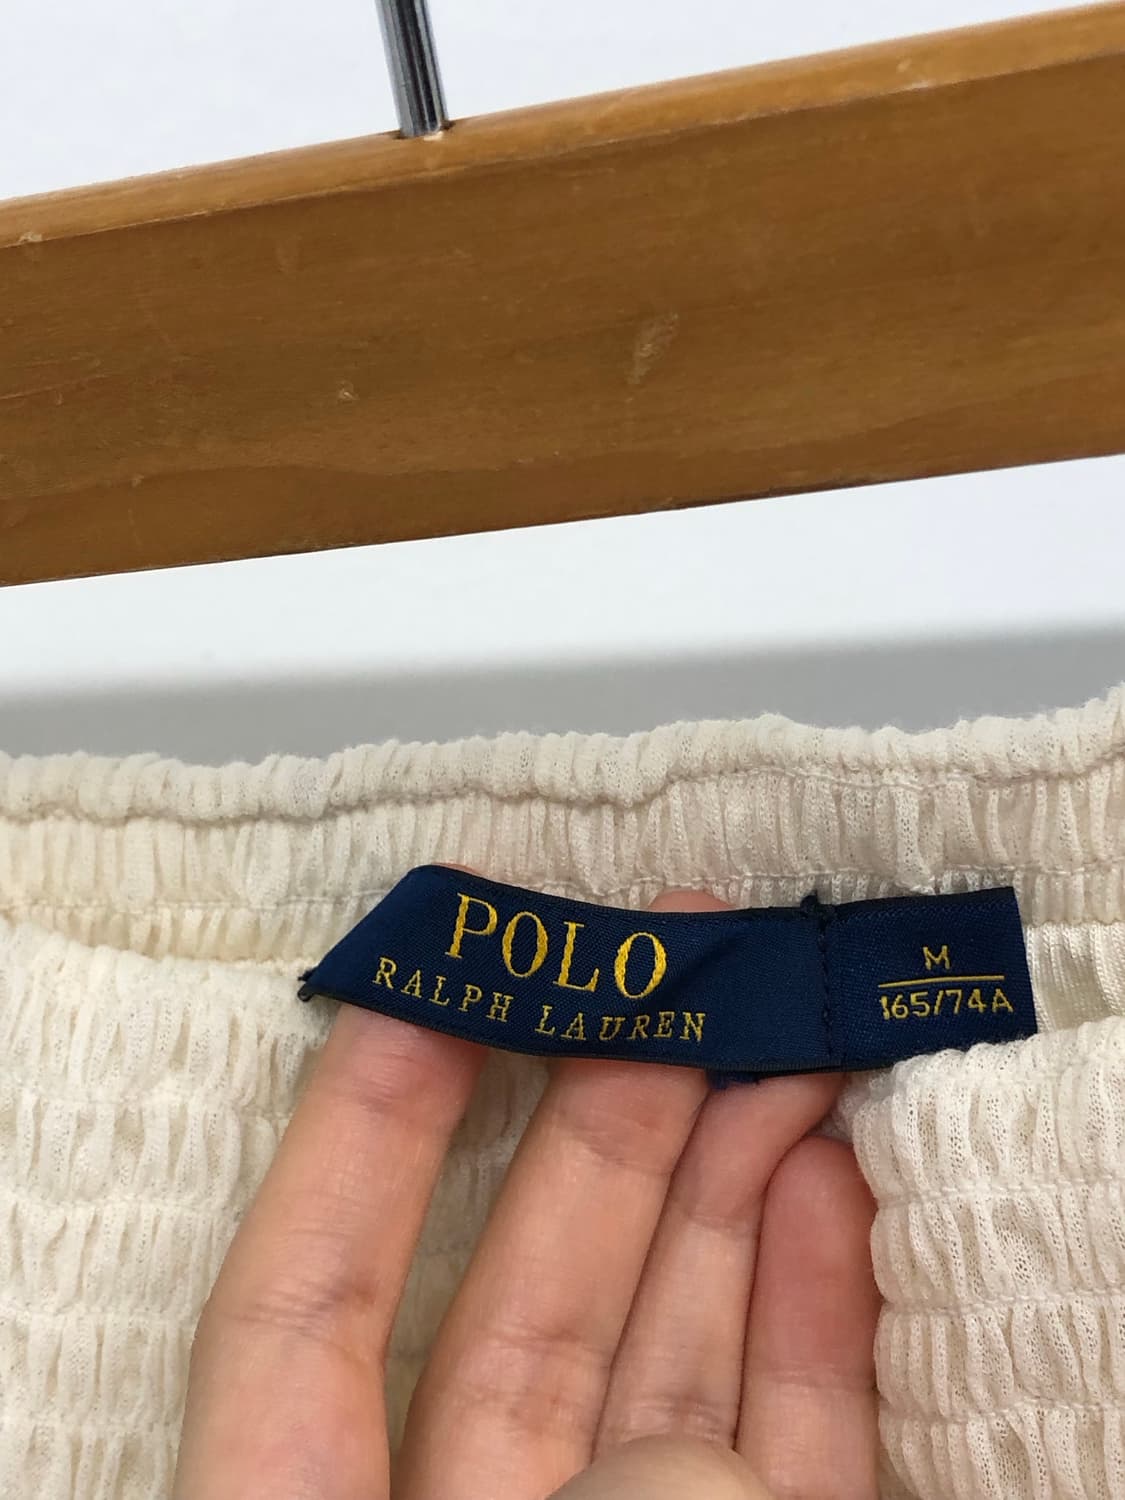 POLO
RALPH LAUREN
M
165/74A